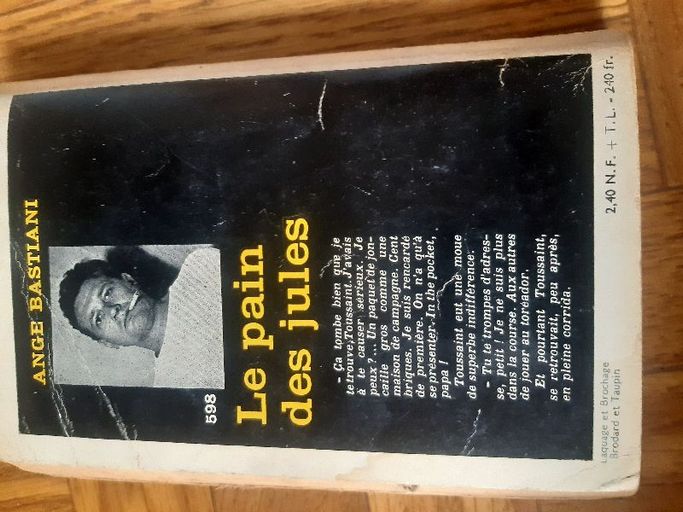 ANGE BASTIANI
598
Le pain
des jules
- Ça tombe bien que je
te trouve, Toussaint. J'avais
à te causer sérieux. Je
peux ?... Un paquet de jon-
caille gros comme une
maison de campagne. Cent
briques. Je suis rencardé
de première. On n'a qu'à
se présenter. In the pocket,
papa !
Toussaint eut une moue
de superbe indifférence:
- Tu te trompes d'adres-
se, petit ! Je ne suis plus
dans la course. Aux autres
de jouer au toréador.
Et pourtant Toussaint,
se retrouvait, peu après,
en pleine corrida.
Laquage et Brochage
Brodard et Taupin
2,40 N.F. + T.L. - 240 fr.